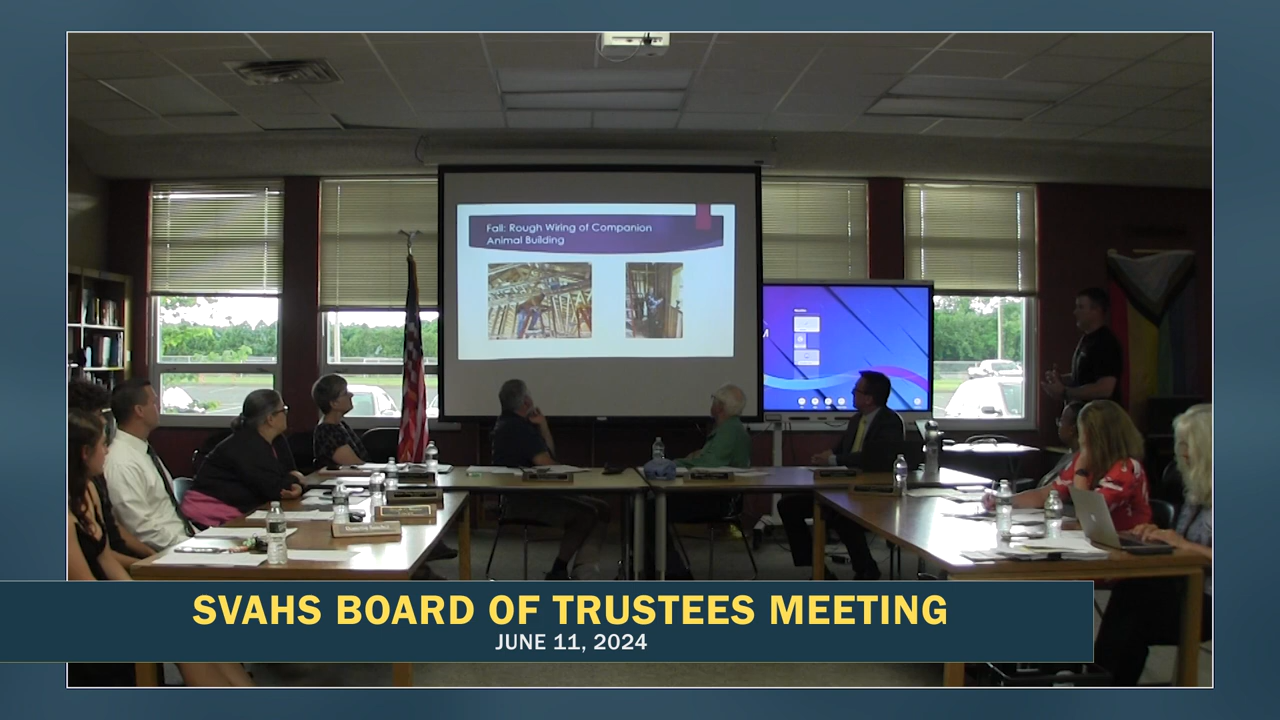 Fall: Rough Wiring of Companion
Animal Building
SVAHS BOARD OF TRUSTEES MEETING
JUNE 11, 2024